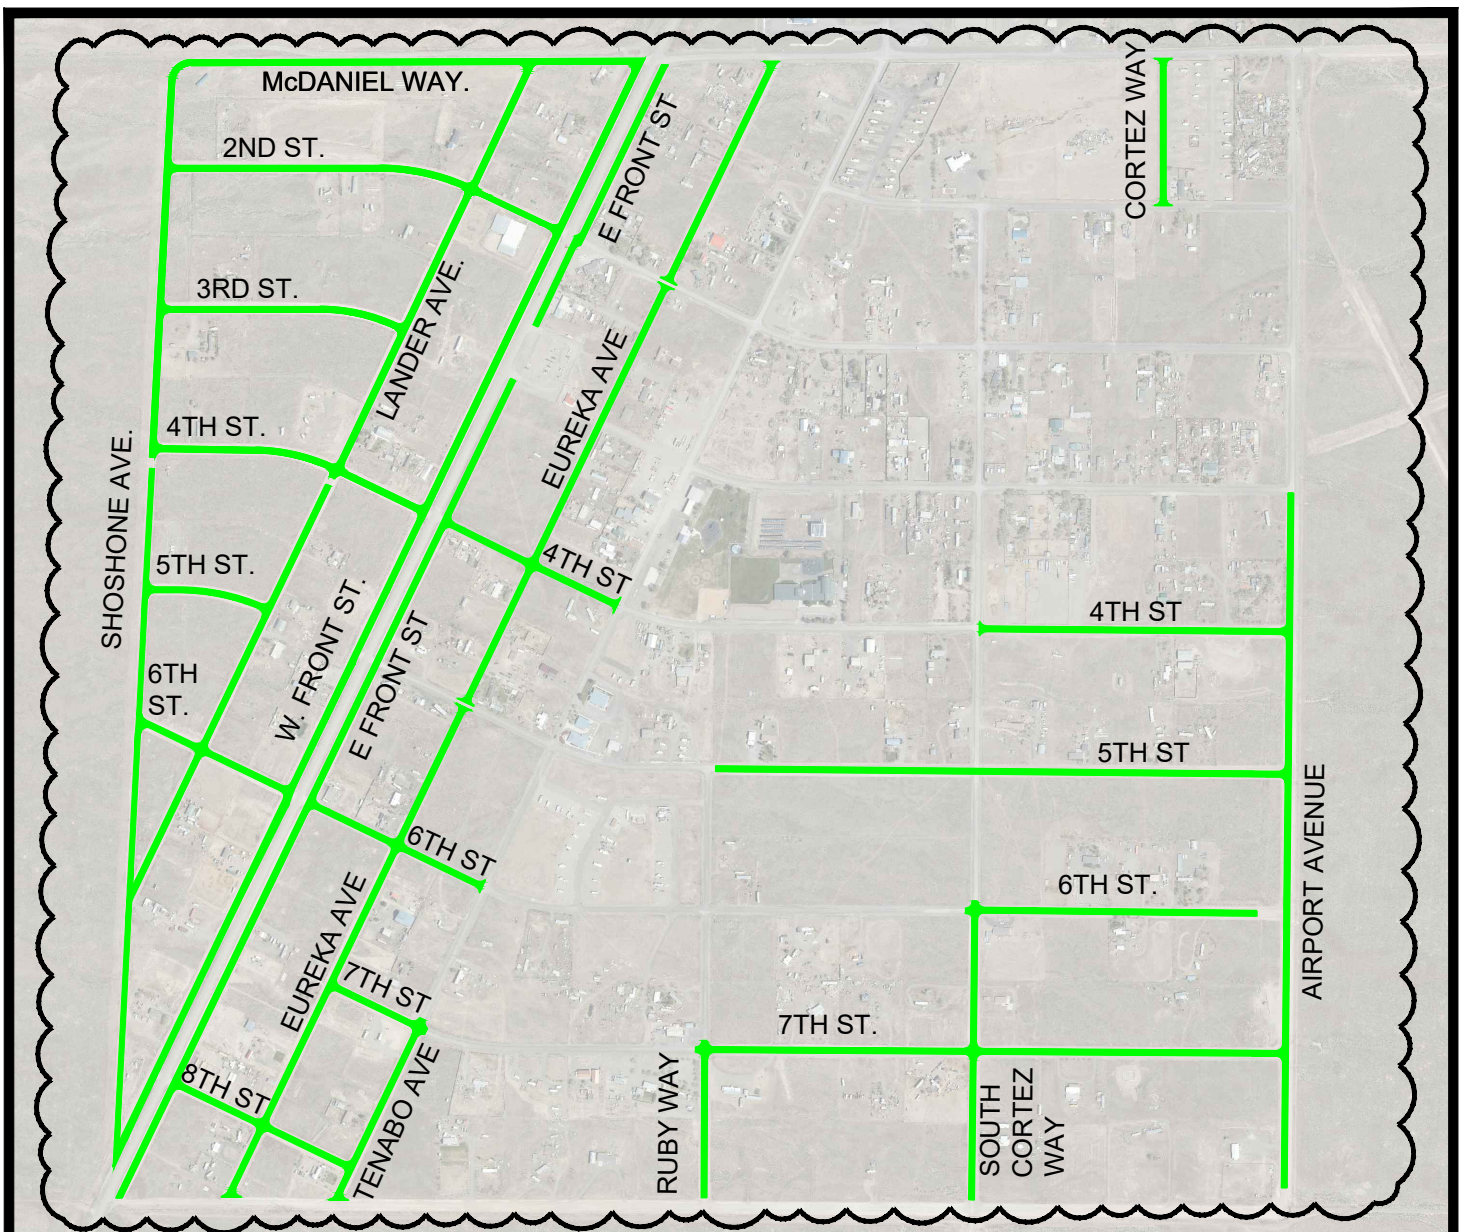 McDANIEL WAY.
CORTEZ WAY
2ND ST.
E FRONT ST
3RD ST.
LANDER AVE.
EUREKA AVE
4TH ST.
SHOSHONE AVE.
5TH ST.
4TH ST
4TH ST
W. FRONT ST.
E FRONT ST
6TH
ST.
5TH ST
AIRPORT AVENUE
6TH ST
6TH ST.
EUREKA AVE
7TH ST
7TH ST.
8TH ST
TENABO AVE
RUBY WAY
SOUTH
CORTEZ
WAY